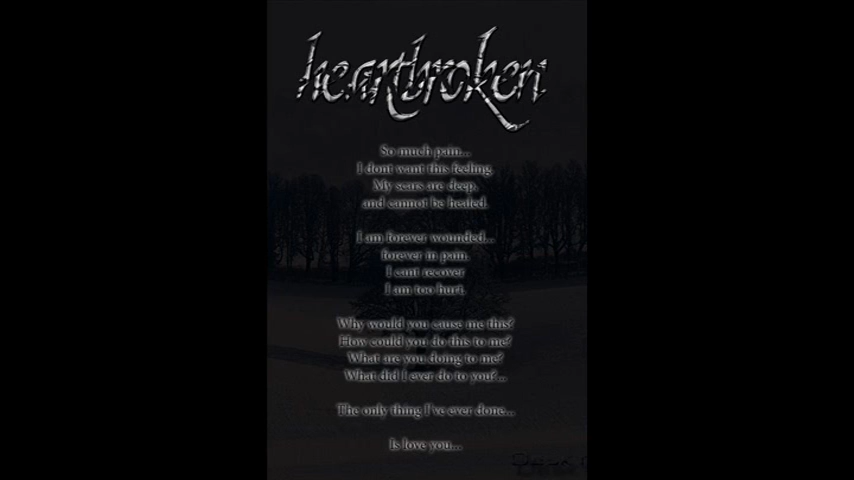 heartbroken
So much pain...
I dont want this feeling.
My scars are deep,
and cannot be healed.
I am forever wounded...
forever in pain.
I cant recover
I am too hurt.
Why would you cause me this?
How could you do this to me?
What are you doing to me?
What did I ever do to you?...
The only thing I've ever done...
Is love you...